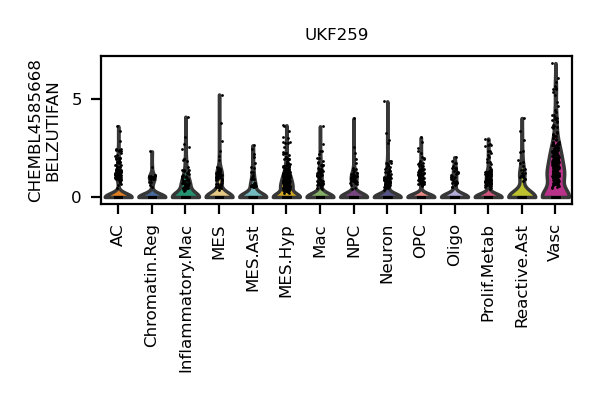 UKF259
CHEMBL4585668
BELZUTIFAN
5
0
AC
Chromatin.Reg
Inflammatory.Mac
MES
MES.Ast
MES.Hyp
Mac
NPC
Neuron
OPC
Oligo
Prolif.Metab
Reactive.Ast
Vasc